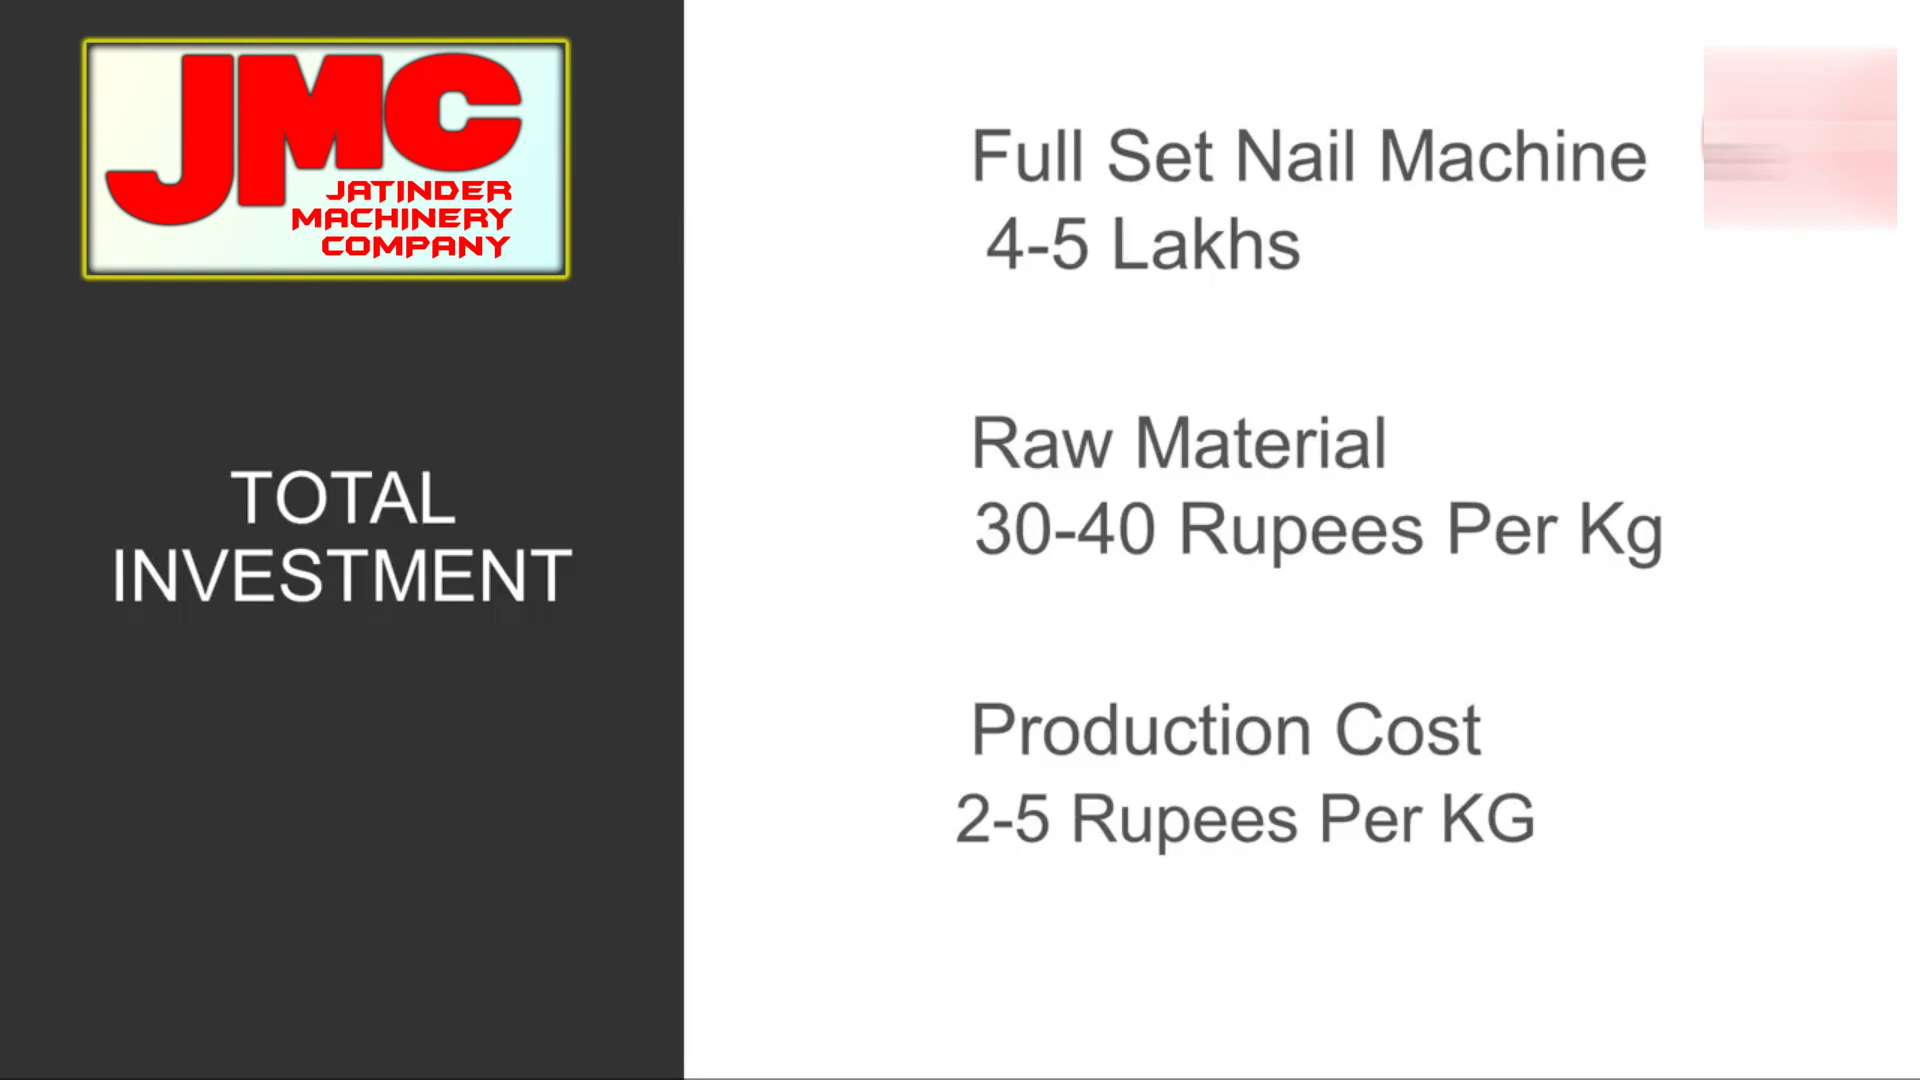 JMC
JATINDER
MACHINERY
COMPANY
TOTAL
INVESTMENT
Full Set Nail Machine
4-5 Lakhs
Raw Material
30-40 Rupees Per Kg
Production Cost
2-5 Rupees Per KG